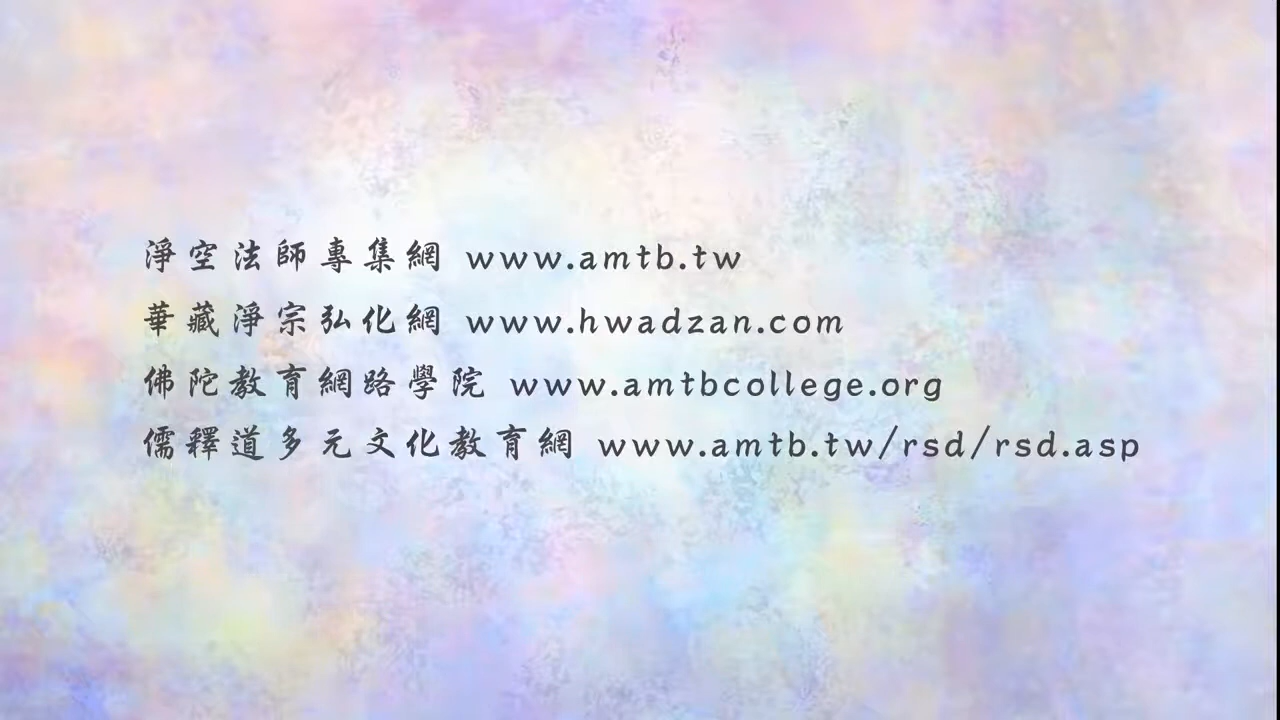 淨空法師專集網 www.amtb.tw
華藏淨宗弘化網 www.hwadzan.com
佛陀教育網路學院 www.amtbcollege.org
儒釋道多元文化教育網 www.amtb.tw/rsd/rsd.asp